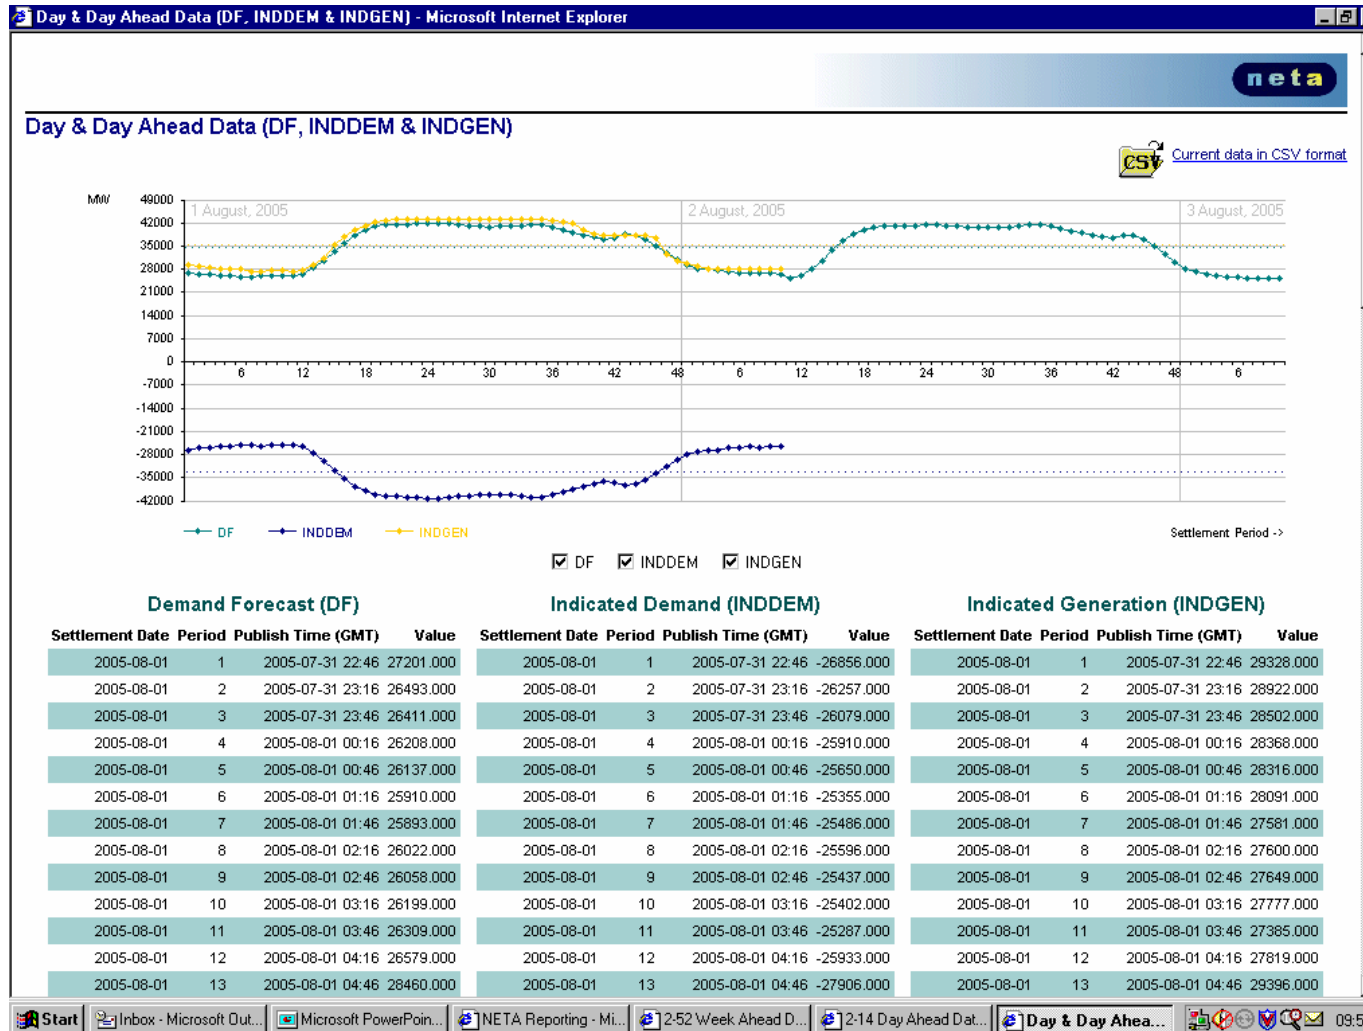 Day & Day Ahead Data (DF, INDDEM & INDGEN) - Microsoft Internet Explorer
neta
Day & Day Ahead Data (DF, INDDEM & INDGEN)
CSV Current data in CSV format
MW
49000
42000
35000
28000
21000
14000
7000
0
-7000
-14000
-21000
-28000
-35000
-42000
1 August, 2005 2 August, 2005 3 August, 2005
6 12 18 24 30 36 42 48 6 12 18 24 30 36 42 48 6
DF INDDEM INDGEN Settlement Period ->
DF INDDEM INDGEN
Demand Forecast (DF) Indicated Demand (INDDEM) Indicated Generation (INDGEN)
Settlement Date Period Publish Time (GMT) Value Settlement Date Period Publish Time (GMT) Value Settlement Date Period Publish Time (GMT) Value
2005-08-01 1 2005-07-31 22:46 27201.000 2005-08-01 1 2005-07-31 22:46 -26856.000 2005-08-01 1 2005-07-31 22:46 29328.000
2005-08-01 2 2005-07-31 23:16 26493.000 2005-08-01 2 2005-07-31 23:16 -26257.000 2005-08-01 2 2005-07-31 23:16 28922.000
2005-08-01 3 2005-07-31 23:46 26411.000 2005-08-01 3 2005-07-31 23:46 -26079.000 2005-08-01 3 2005-07-31 23:46 28502.000
2005-08-01 4 2005-08-01 00:16 26208.000 2005-08-01 4 2005-08-01 00:16 -25910.000 2005-08-01 4 2005-08-01 00:16 28368.000
2005-08-01 5 2005-08-01 00:46 26137.000 2005-08-01 5 2005-08-01 00:46 -25650.000 2005-08-01 5 2005-08-01 00:46 28316.000
2005-08-01 6 2005-08-01 01:16 25910.000 2005-08-01 6 2005-08-01 01:16 -25355.000 2005-08-01 6 2005-08-01 01:16 28091.000
2005-08-01 7 2005-08-01 01:46 25893.000 2005-08-01 7 2005-08-01 01:46 -25486.000 2005-08-01 7 2005-08-01 01:46 27581.000
2005-08-01 8 2005-08-01 02:16 26022.000 2005-08-01 8 2005-08-01 02:16 -25596.000 2005-08-01 8 2005-08-01 02:16 27600.000
2005-08-01 9 2005-08-01 02:46 26058.000 2005-08-01 9 2005-08-01 02:46 -25437.000 2005-08-01 9 2005-08-01 02:46 27649.000
2005-08-01 10 2005-08-01 03:16 26199.000 2005-08-01 10 2005-08-01 03:16 -25402.000 2005-08-01 10 2005-08-01 03:16 27777.000
2005-08-01 11 2005-08-01 03:46 26309.000 2005-08-01 11 2005-08-01 03:46 -25287.000 2005-08-01 11 2005-08-01 03:46 27385.000
2005-08-01 12 2005-08-01 04:16 26579.000 2005-08-01 12 2005-08-01 04:16 -25933.000 2005-08-01 12 2005-08-01 04:16 27819.000
2005-08-01 13 2005-08-01 04:46 28460.000 2005-08-01 13 2005-08-01 04:46 -27906.000 2005-08-01 13 2005-08-01 04:46 29396.000
Start Inbox - Microsoft Out... Microsoft PowerPoin... NETA Reporting - Mi... 2-52 Week Ahead D... 2-14 Day Ahead Dat... Day & Day Ahea... 09:5